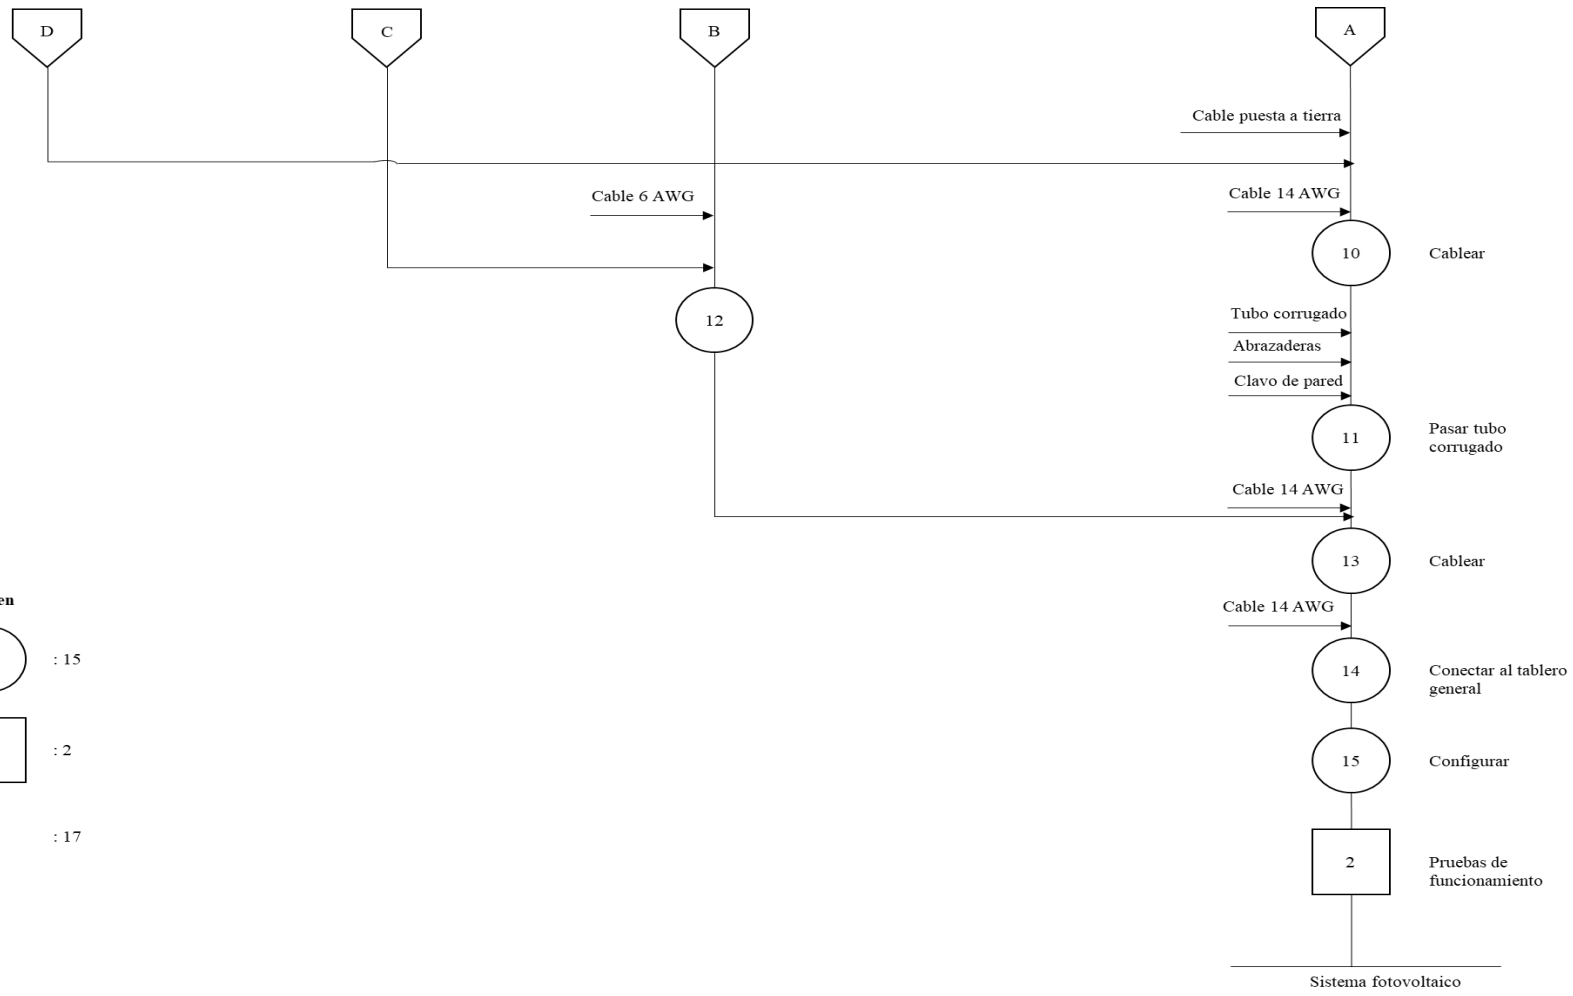 D
C
B
A
Cable puesta a tierra
Cable 6 AWG
Cable 14 AWG
10
Cablear
12
Tubo corrugado
Abrazaderas
Clavo de pared
11
Pasar tubo
corrugado
Cable 14 AWG
13
Cablear
en
Cable 14 AWG
: 15
14
Conectar al tablero
general
: 2
15
Configurar
: 17
2
Pruebas de
funcionamiento
Sistema fotovoltaico